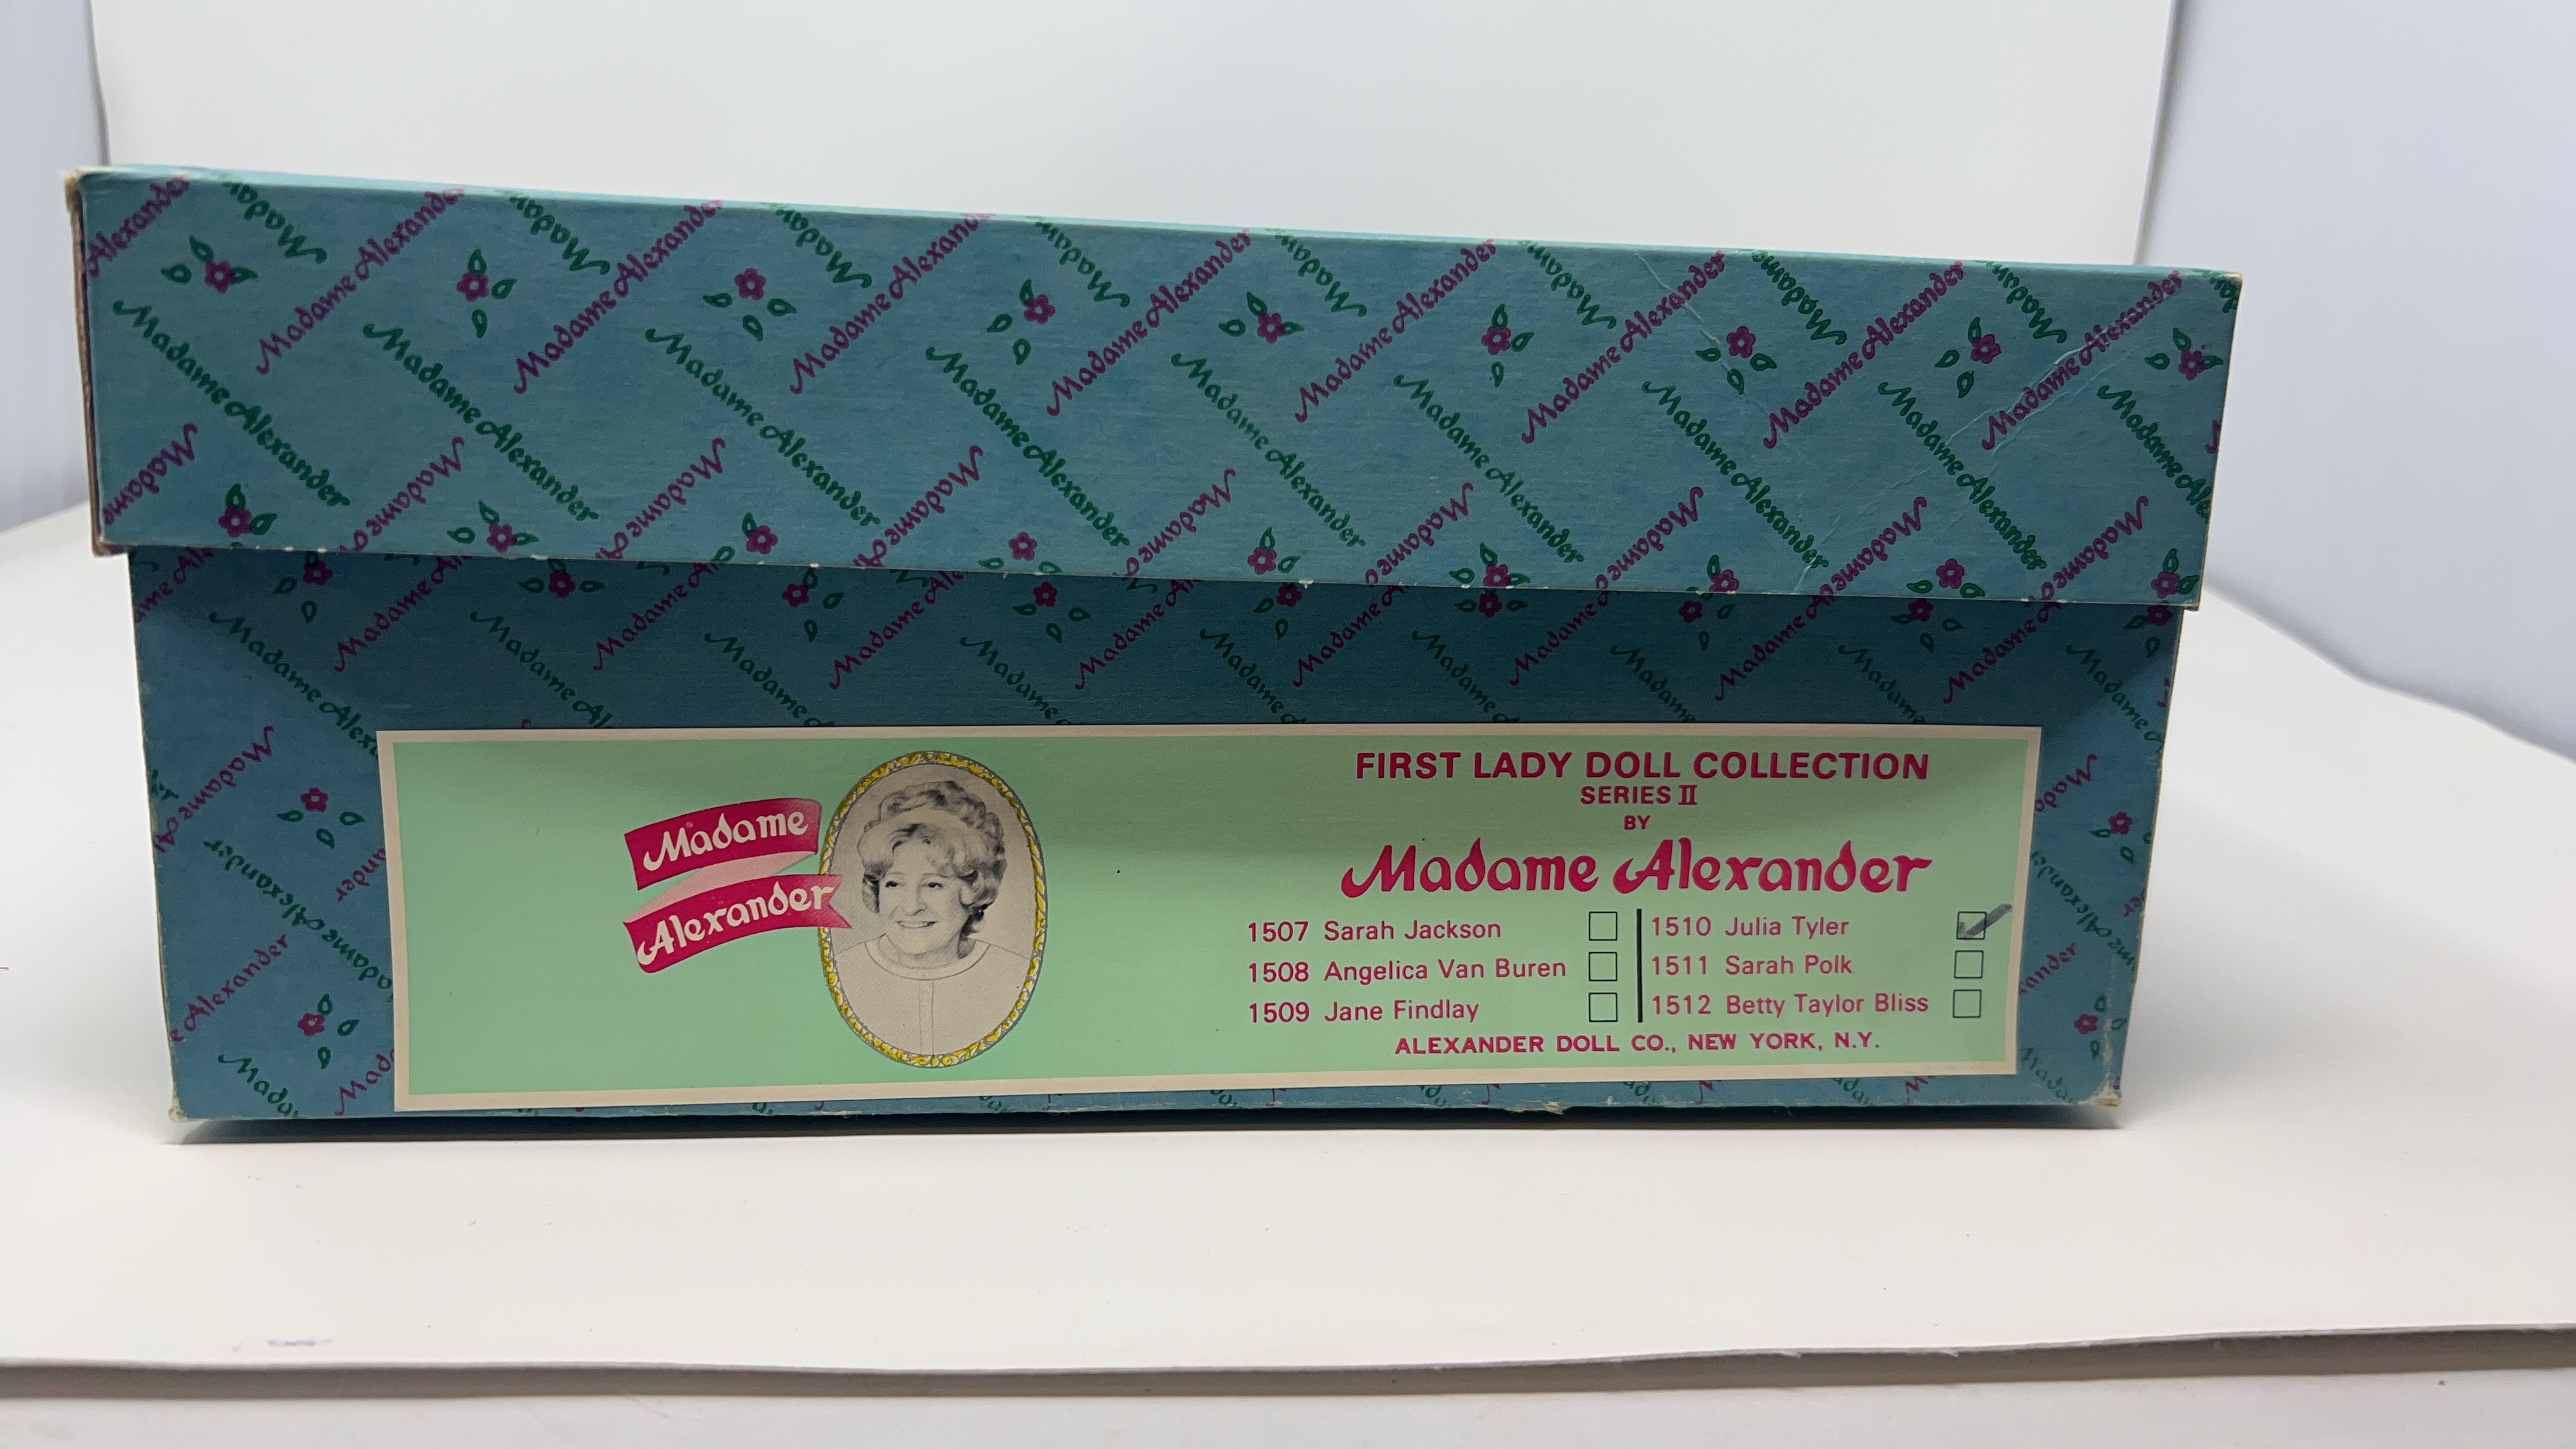 Madame Alexander
Madame
Alexander
FIRST LADY DOLL COLLECTION
SERIES II
BY
Madame Alexander
1507 Sarah Jackson
1508 Angelica Van Buren
1509 Jane Findlay
1510 Julia Tyler
1511 Sarah Polk
1512 Betty Taylor Bliss
ALEXANDER DOLL CO., NEW YORK, N.Y.